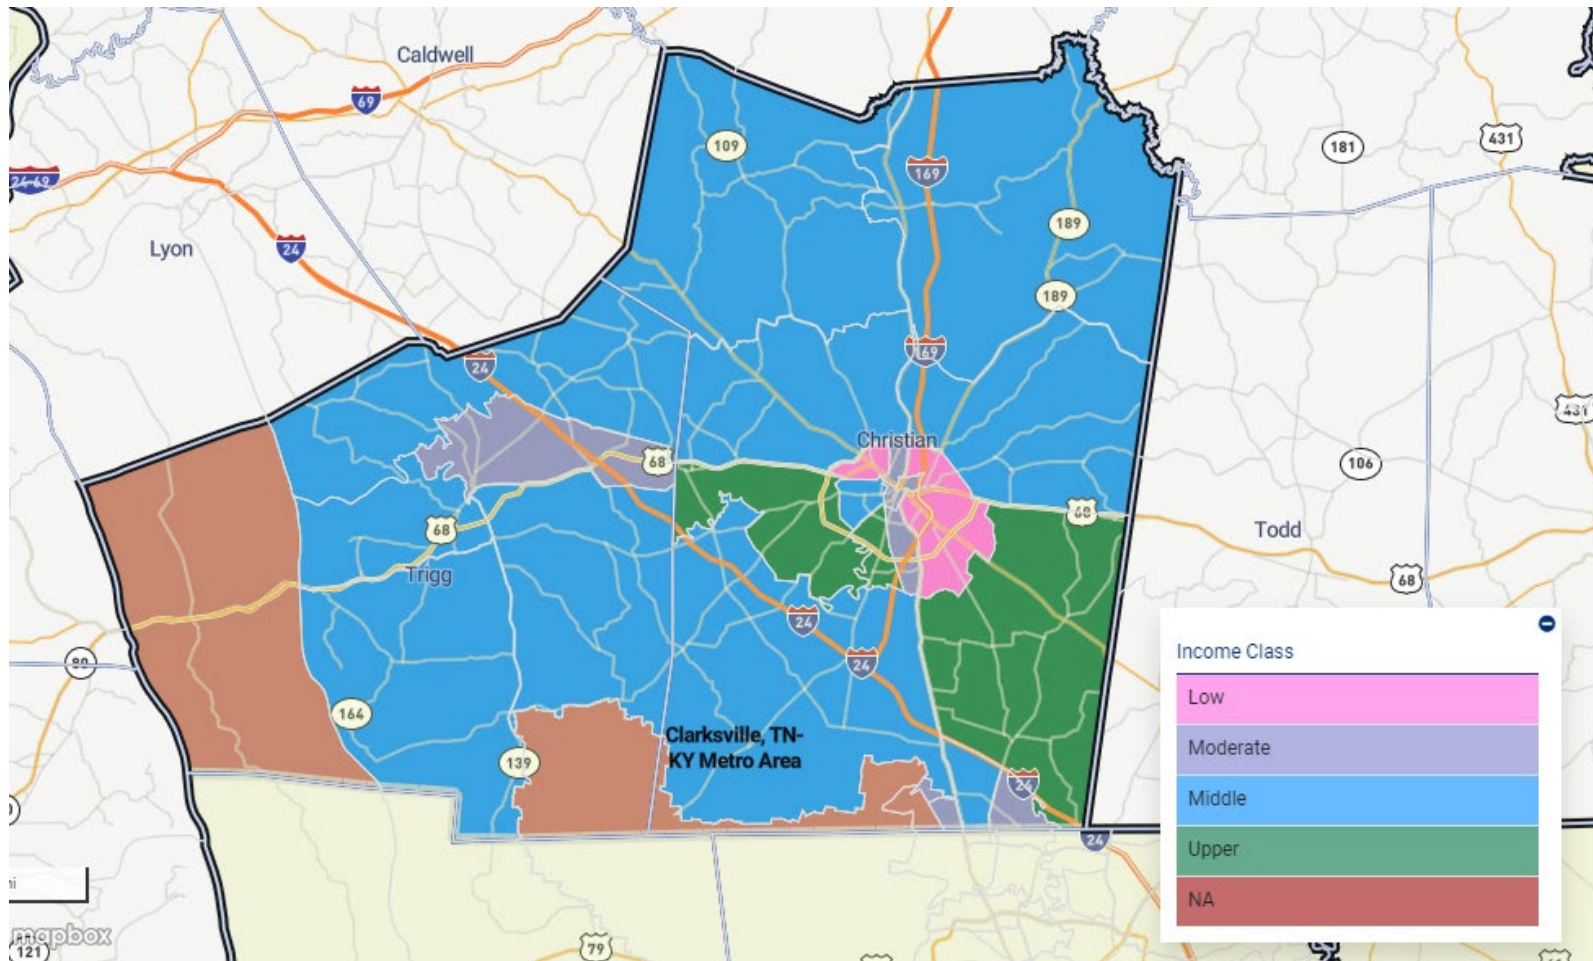 Caldwell
69
109
181
431
24-69
169
189
Lyon
24
189
169
24
431
Christian
68
106
68
68
Todd
Trigg
68
24
24
80
Income Class
Low
164
Clarksville, TN-
KY Metro Area
Moderate
139
24
Middle
24
Upper
NA
mapbox
121
79